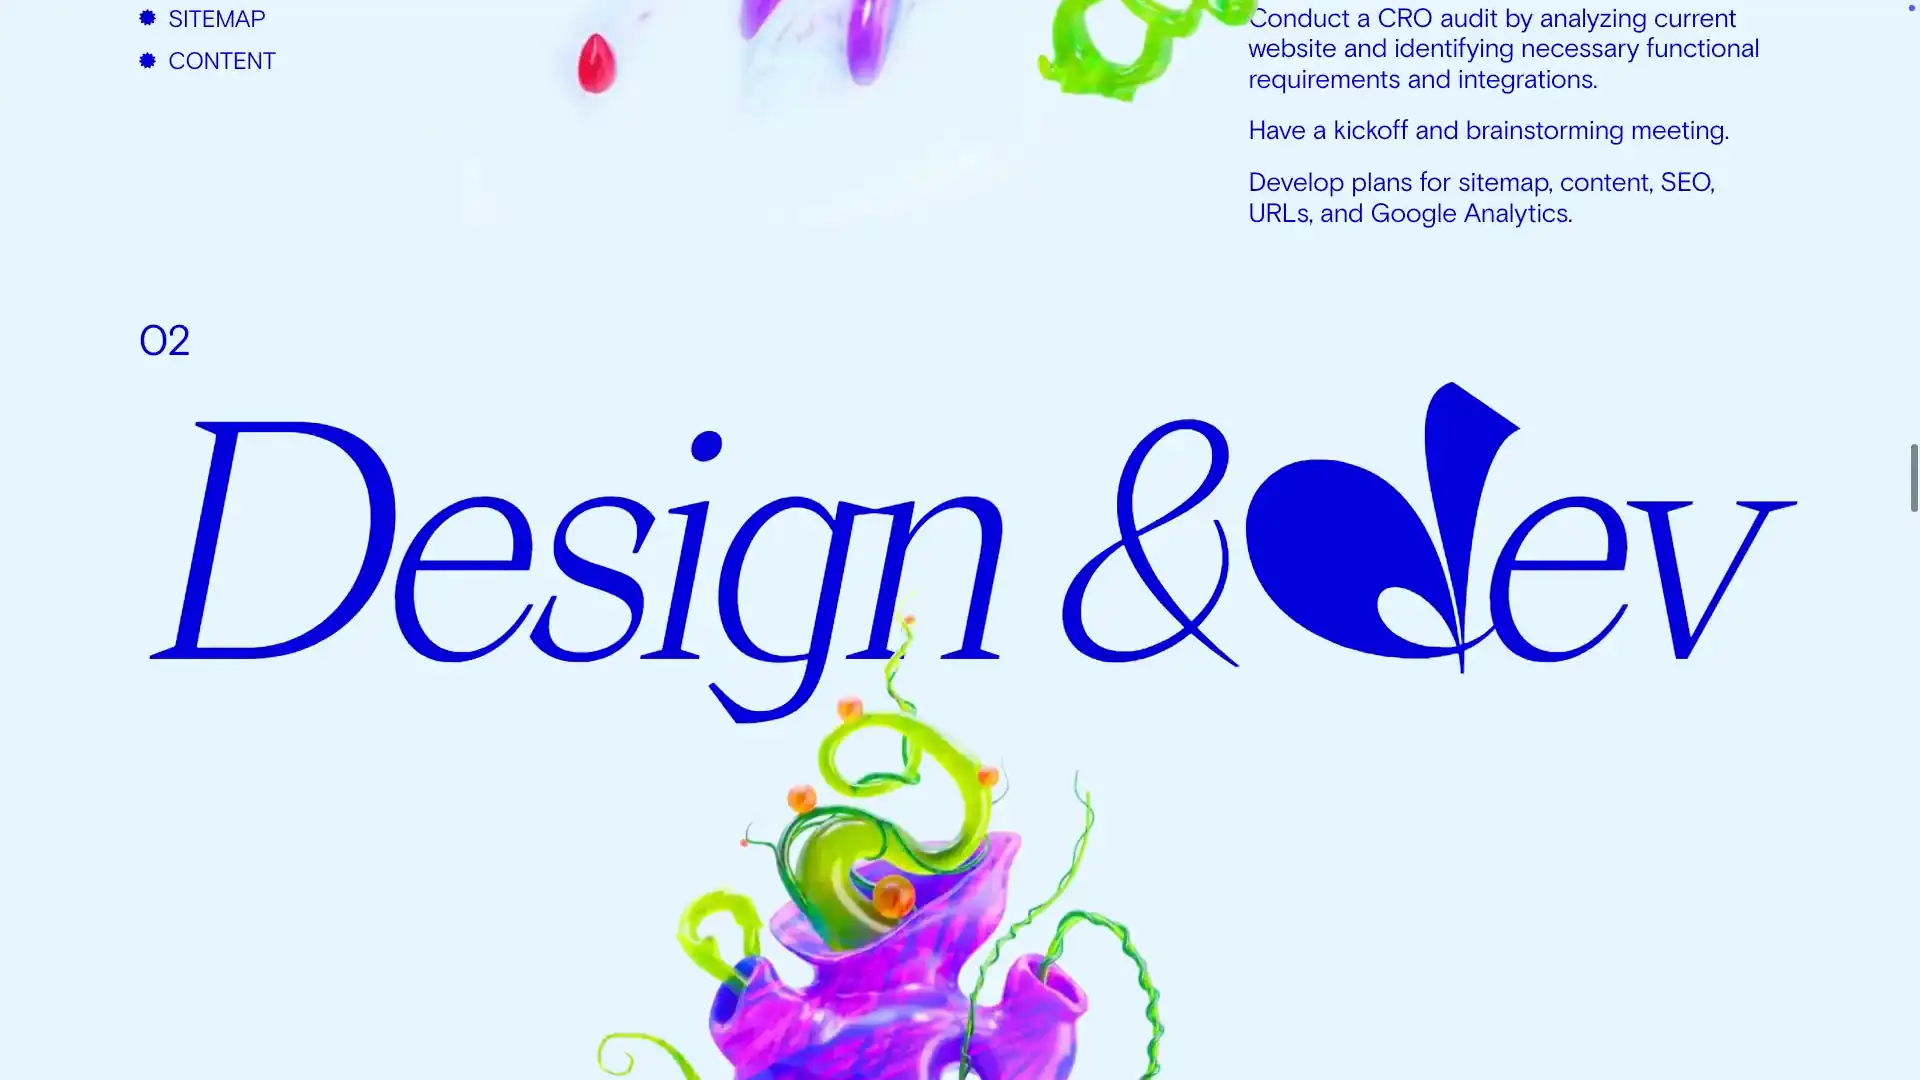 SITEMAP
CONTENT
Conduct a CRO audit by analyzing current
website and identifying necessary functional
requirements and integrations.
Have a kickoff and brainstorming meeting.
Develop plans for sitemap, content, SEO,
URLs, and Google Analytics.
02
Design & dev